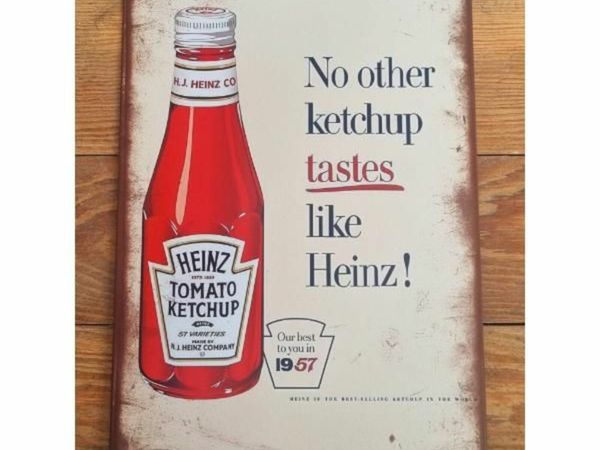 H.J. HEINZ CO
HEINZ
ESTD 1869
TOMATO
KETCHUP
57 VARIETIES
MADE BY
H.J. HEINZ COMPANY
No other
ketchup
tastes
like
Heinz!
Our best
to you in
1957
HEINZ IS THE BEST-SELLING KETCHUP IN THE WORLD